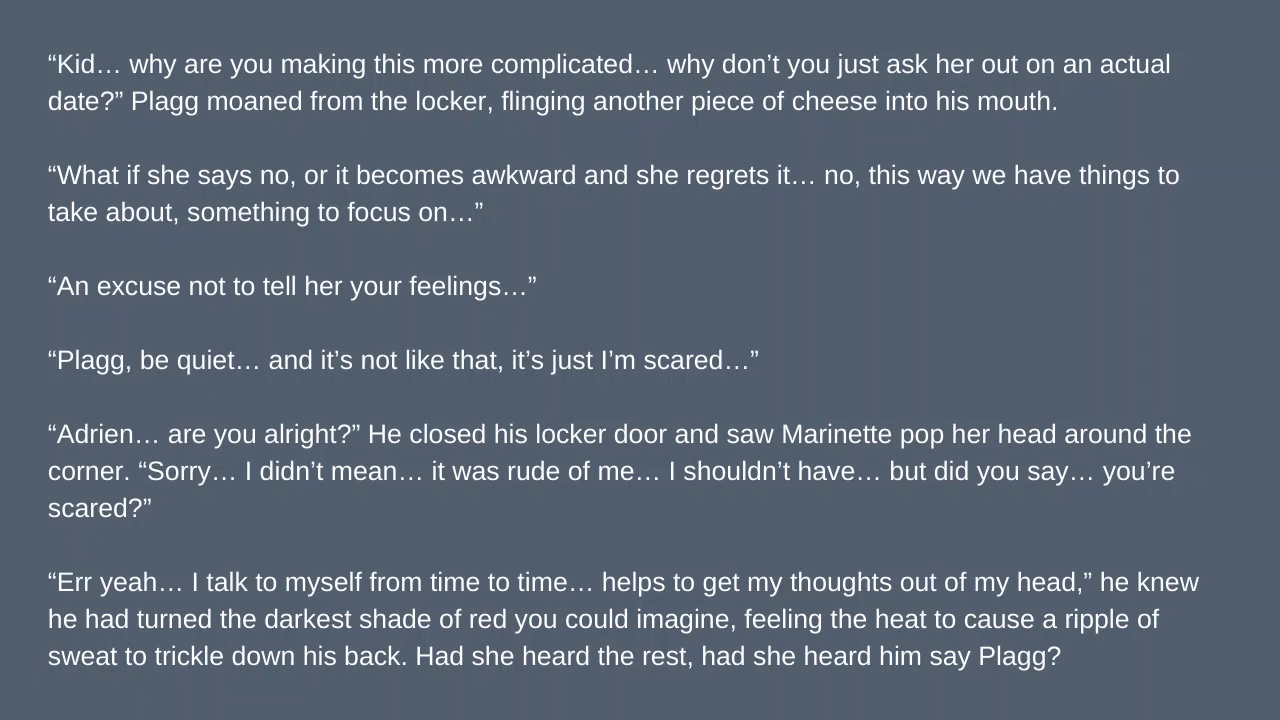 “Kid… why are you making this more complicated… why don’t you just ask her out on an actual
date?” Plagg moaned from the locker, flinging another piece of cheese into his mouth.
“What if she says no, or it becomes awkward and she regrets it… no, this way we have things to
take about, something to focus on…”
“An excuse not to tell her your feelings…”
“Plagg, be quiet… and it’s not like that, it’s just I’m scared…”
“Adrien… are you alright?” He closed his locker door and saw Marinette pop her head around the
corner. “Sorry… I didn’t mean… it was rude of me… I shouldn’t have… but did you say… you’re
scared?”
“Err yeah… I talk to myself from time to time… helps to get my thoughts out of my head,” he knew
he had turned the darkest shade of red you could imagine, feeling the heat to cause a ripple of
sweat to trickle down his back. Had she heard the rest, had she heard him say Plagg?